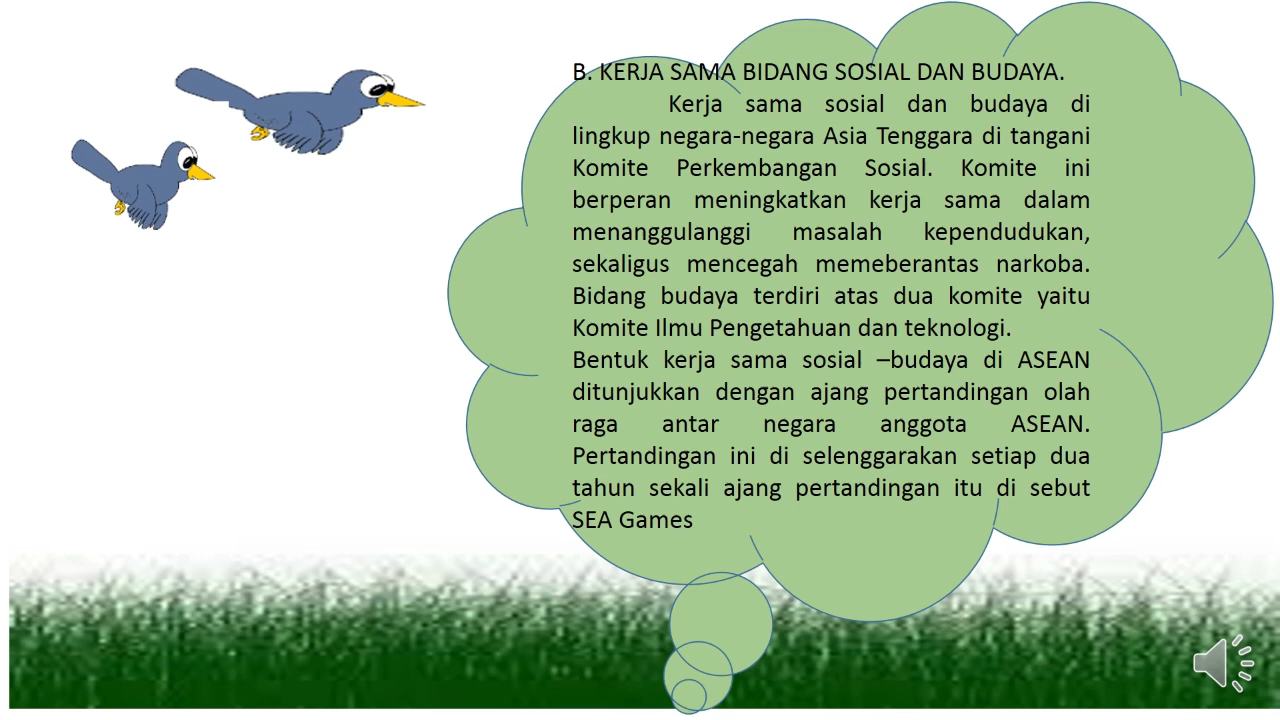 B. KERJA SAMA BIDANG SOSIAL DAN BUDAYA.
Kerja sama sosial dan budaya di
lingkup negara-negara Asia Tenggara di tangani
Komite Perkembangan Sosial. Komite ini
berperan meningkatkan kerja sama dalam
menanggulanggi masalah kependudukan,
sekaligus mencegah memeberantas narkoba.
Bidang budaya terdiri atas dua komite yaitu
Komite Ilmu Pengetahuan dan teknologi.
Bentuk kerja sama sosial –budaya di ASEAN
ditunjukkan dengan ajang pertandingan olah
raga antar negara anggota ASEAN.
Pertandingan ini di selenggarakan setiap dua
tahun sekali ajang pertandingan itu di sebut
SEA Games